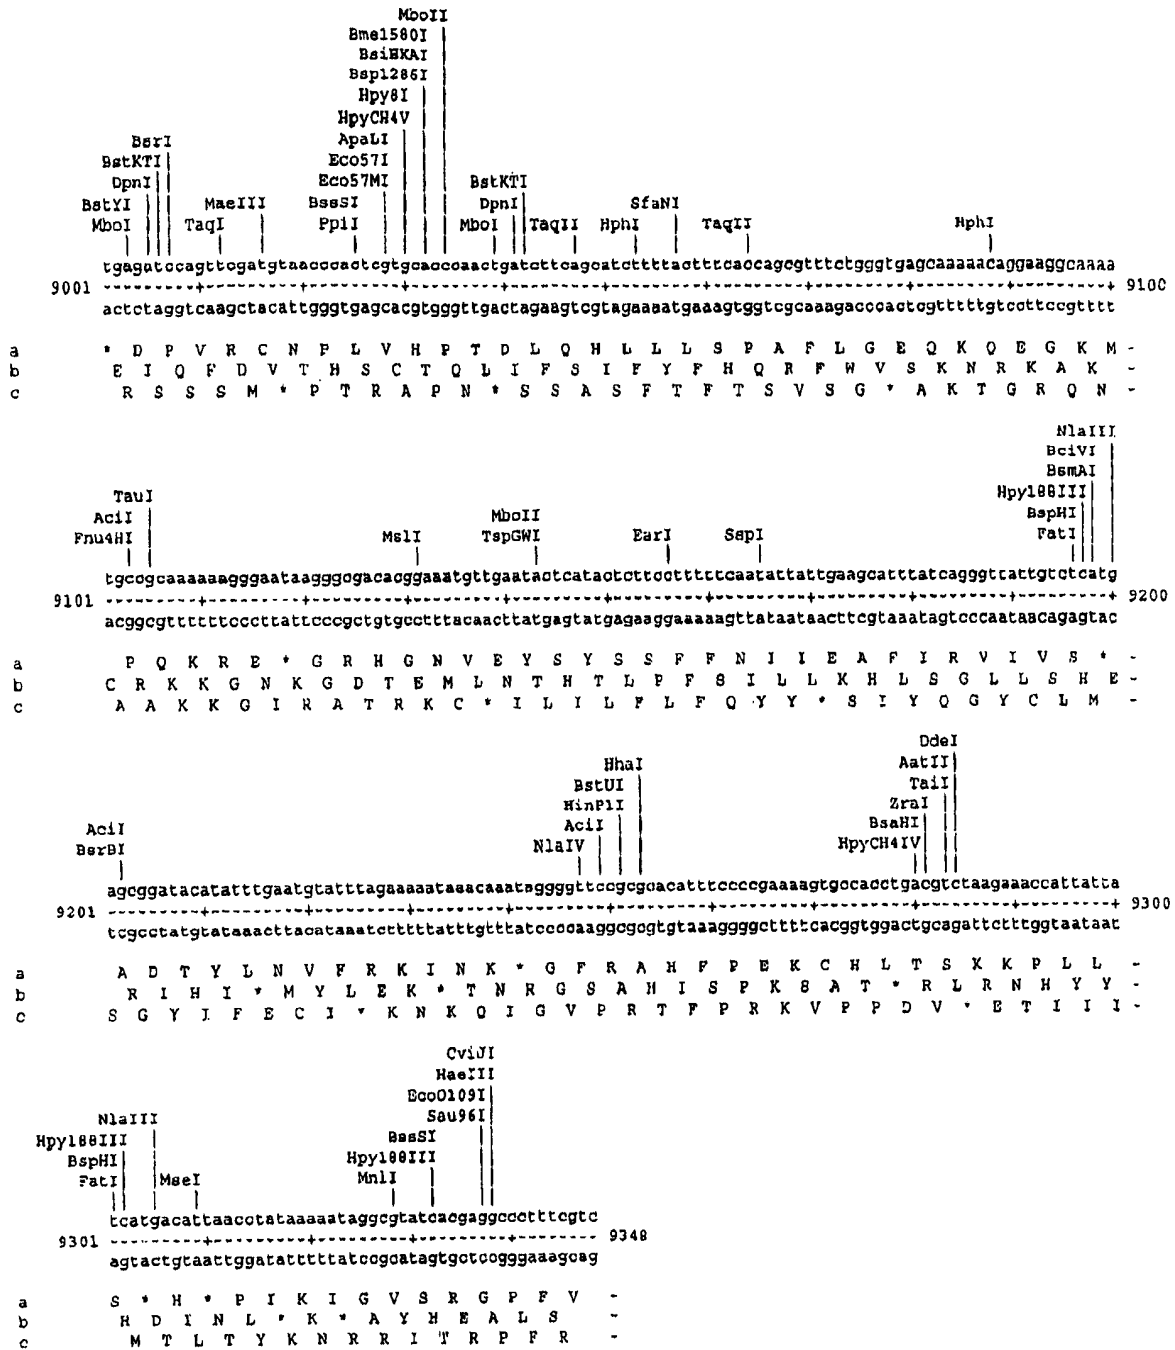 MboII
Bme1580I
BsiHKAI
Bsp1286I
Hpy8I
HpyCH4V
BsrI ApaLI
BstKTI Eco57I
DpnI Eco57MI BstKTI
BstYI MaeIII BssSI DpnI SfaNI
MboI TaqI PpiI MboI TaqII HphI TaqII HphI
tgagatccagttcgatgtaacccactcgtgcacccaactgatcttcagcatcttttactttcaccagcgtttctgggtgagcaaaaacaggaaggcaaaa
9001 ---------+---------+---------+---------+---------+---------+---------+---------+---------+---------+ 9100
actctaggtcaagctacattgggtgagcacgtgggttgactagaagtcgtagaaaatgaaagtggtcgcaaagacccactcgtttttgtccttccgtttt
a * D P V R C N P L V H P T D L Q H L L L S P A F L G E Q K Q E G K M -
b E I Q F D V T H S C T Q L I F S I F Y F H Q R F W V S K N R K A K -
c R S S S M * P T R A P N * S S A S F T F T S V S G * A K T G R Q N -
NlaIII
BciVI
TauI BsmAI
AciI MboII Hpy188III
Fnu4HI MslI TspGWI EarI SspI BspHI
FatI
tgccgcaaaaaagggaataagggcgacacggaaatgttgaatactcatactcttcctttttcaatattattgaagcatttatcagggttattgtctcatg
9101 ---------+---------+---------+---------+---------+---------+---------+---------+---------+---------+ 9200
acggcgttttttcccttattcccgctgtgcctttacaacttatgagtatgagaaggaaaaagttataataacttcgtaaatagtcccaataacagagtac
a P Q K R E * G R H G N V E Y S Y S S F F N I I E A F I R V I V S * -
b C R K K G N K G D T E M L N T H T L P F S I L L K H L S G L L S H E -
c A A K K G I R A T R K C * I L I L F L F Q Y Y * S I Y Q G Y C L M -
DdeI
HhaI AatII
BstUI TaiI
HinP1I ZraI
AciI AciI BsaHI
BsrBI NlaIV HpyCH4IV
agcggatacatatttgaatgtatttagaaaaataaacaaataggggttccgcgcacatttccccgaaaagtgccacctgacgtctaagaaaccattatta
9201 ---------+---------+---------+---------+---------+---------+---------+---------+---------+---------+ 9300
tcgcctatgtataaacttacataaatctttttatttgtttatccccaaggcgcgtgtaaaggggcttttcacggtggactgcagattctttggtaataat
a A D T Y L N V F R K I N K * G F R A H F P E K C H L T S K K P L L -
b R I H I * M Y L E K * T N R G S A H I S P K S A T * R L R N H Y Y -
c S G Y I F E C I * K N K Q I G V P R T F P R K V P P D V * E T I I I -
CviJI
HaeIII
EcoO109I
NlaIII Sau96I
Hpy188III BssSI
BspHI Hpy188III
FatI MseI MnlI
tcatgacattaacctataaaaataggcgtatcacgaggccctttcgtc
9301 ---------+---------+---------+---------+-------- 9348
agtactgtaattggatatttttatccgcatagtgctccgggaaagcag
a S * H * P I K I G V S R G P F V -
b H D I N L * K * A Y H E A L S -
c M T L T Y K N R R I T R P F R -